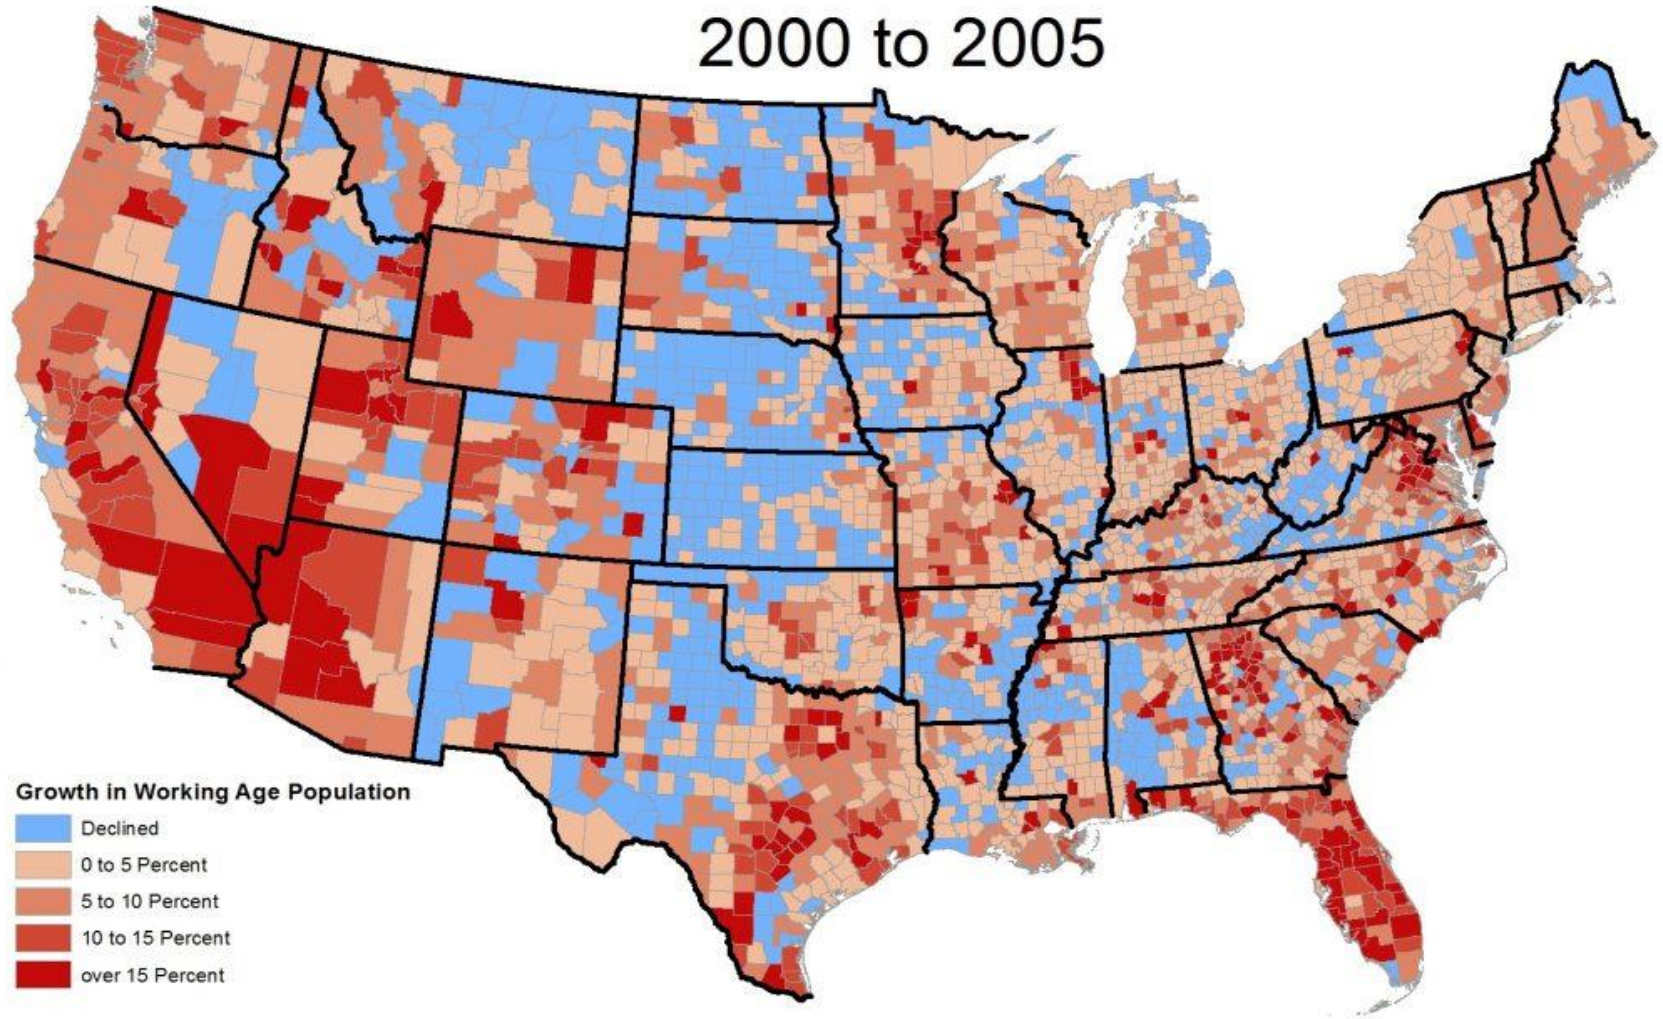 2000 to 2005
Growth in Working Age Population
Declined
0 to 5 Percent
5 to 10 Percent
10 to 15 Percent
over 15 Percent